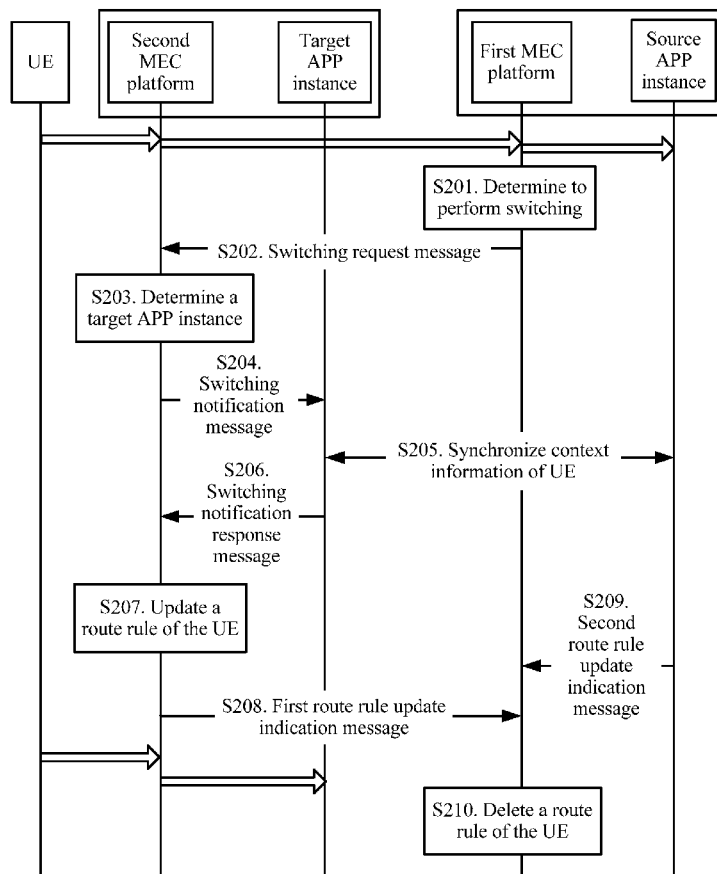 UE
Second
MEC
platform
Target
APP
instance
First MEC
platform
Source
APP
instance
S201. Determine to
perform switching
S202. Switching request message
S203. Determine a
target APP instance
S204.
Switching
notification
message
S205. Synchronize context
information of UE
S206.
Switching
notification
response
message
S207. Update a
route rule of the UE
S209.
Second
route rule
update
indication
message
S208. First route rule update
indication message
S210. Delete a route
rule of the UE